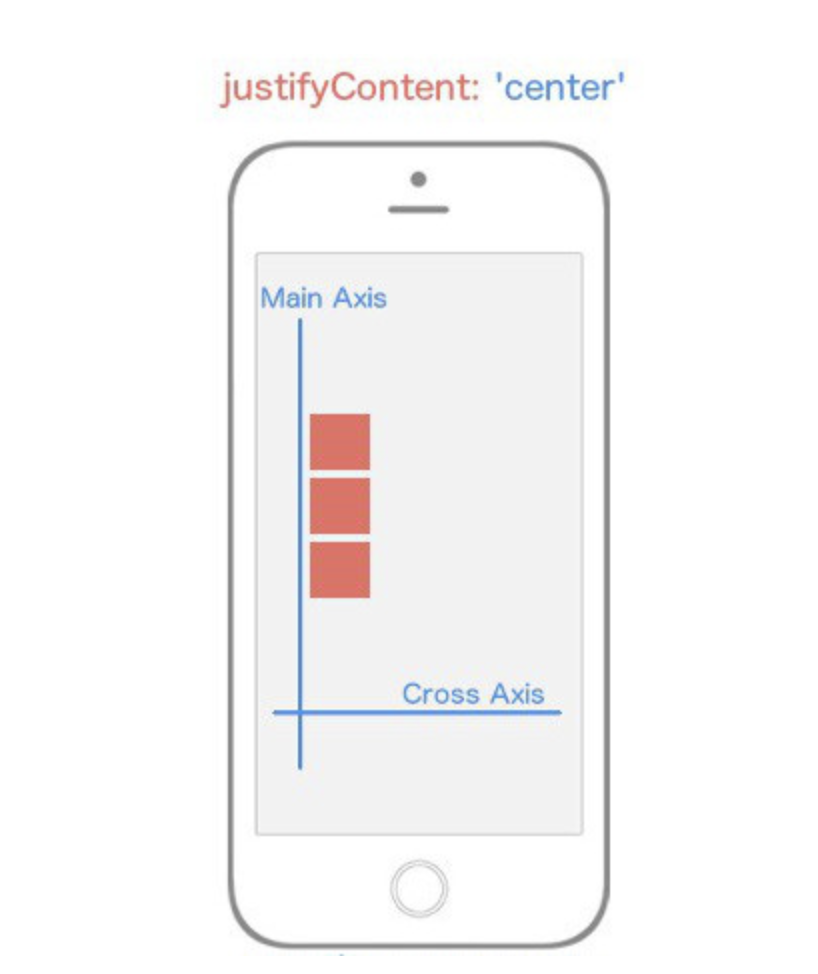 justifyContent: 'center'
Main Axis
Cross Axis